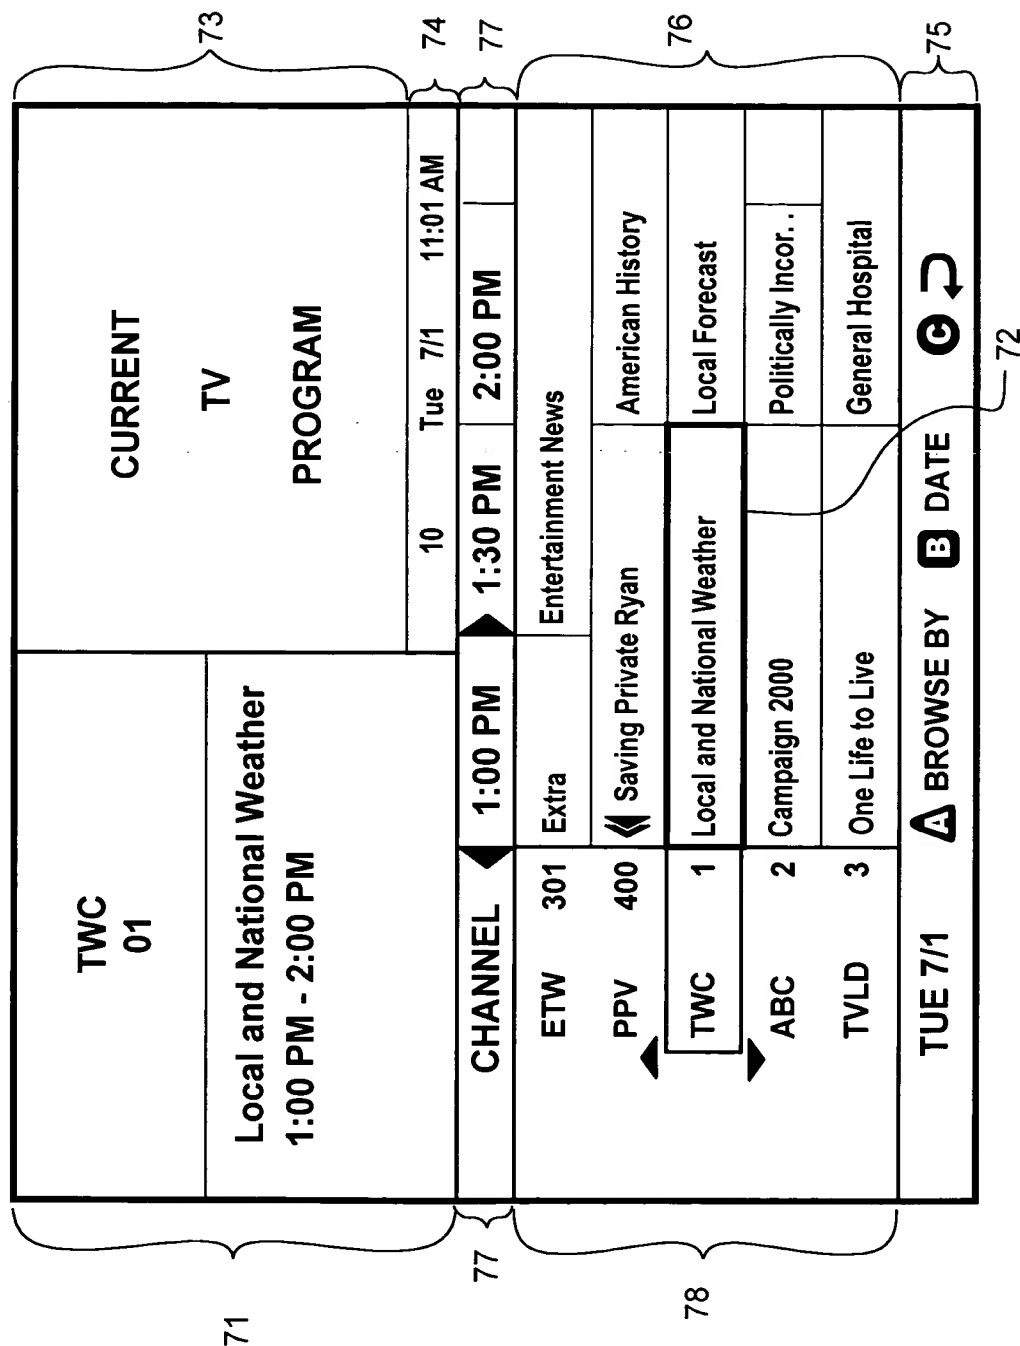 TWC
01
Local and National Weather
1:00 PM - 2:00 PM
CURRENT
TV
PROGRAM
10 Tue 7/1 11:01 AM
CHANNEL 1:00 PM 1:30 PM 2:00 PM
ETW 301 Extra Entertainment News
PPV 400 Saving Private Ryan American History
TWC 1 Local and National Weather Local Forecast
ABC 2 Campaign 2000 Politically Incor. .
TVLD 3 One Life to Live General Hospital
TUE 7/1 A BROWSE BY B DATE C
71
77
78
73
74
77
76
75
72